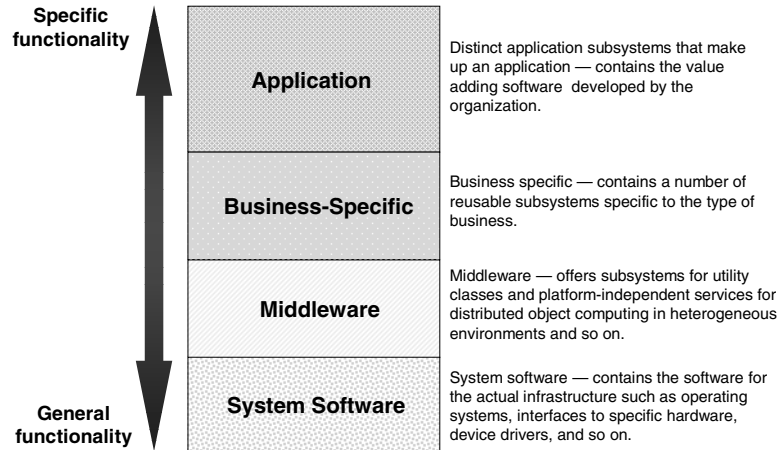 Specific
functionality
Application
Distinct application subsystems that make
up an application — contains the value
adding software developed by the
organization.
Business-Specific
Business specific — contains a number of
reusable subsystems specific to the type of
business.
Middleware
Middleware — offers subsystems for utility
classes and platform-independent services for
distributed object computing in heterogeneous
environments and so on.
System Software
System software — contains the software for
the actual infrastructure such as operating
systems, interfaces to specific hardware,
device drivers, and so on.
General
functionality